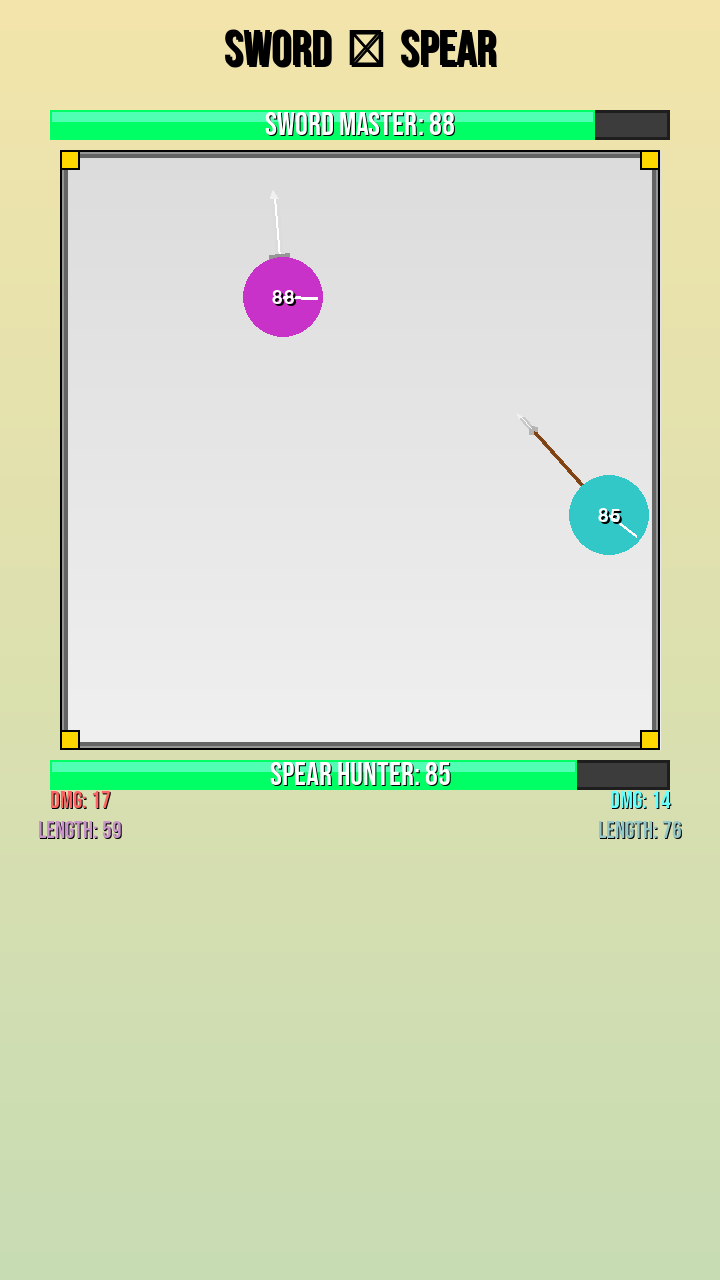 SWORD ⚔ SPEAR
SWORD MASTER: 88
88
85
SPEAR HUNTER: 85
DMG: 17
DMG: 14
LENGTH: 59
LENGTH: 76